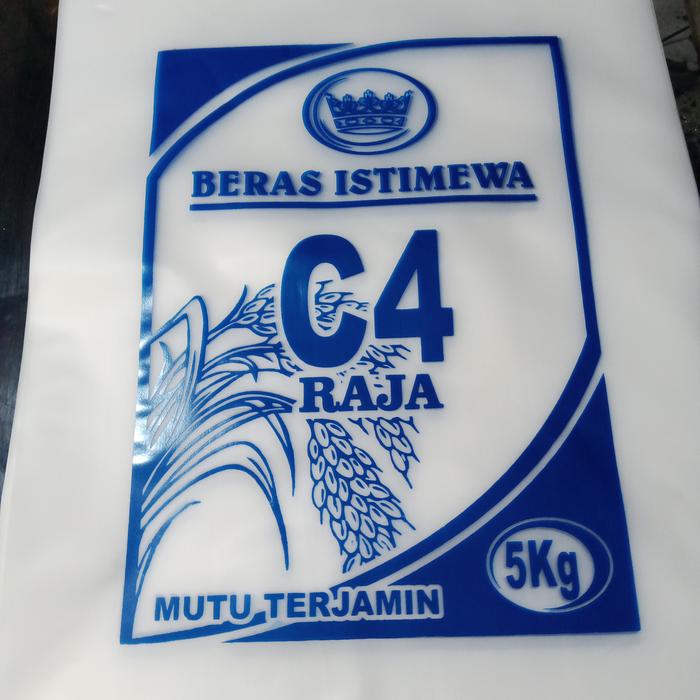 BERAS ISTIMEWA
C4
RAJA
5Kg
MUTU TERJAMIN